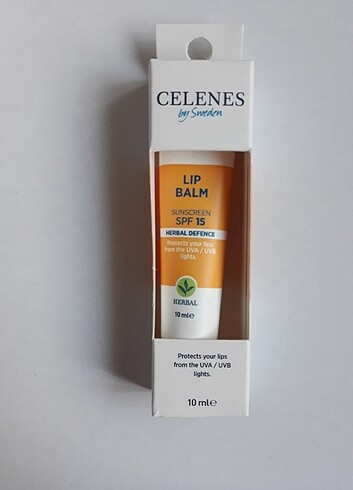 CELENES
by Sweden
LIP
BALM
SUNSCREEN
SPF 15
HERBAL DEFENCE
Protects your lips
from the UVA / UVB
lights.
HERBAL
10 ml℮
Protects your lips
from the UVA / UVB
lights.
10 ml℮